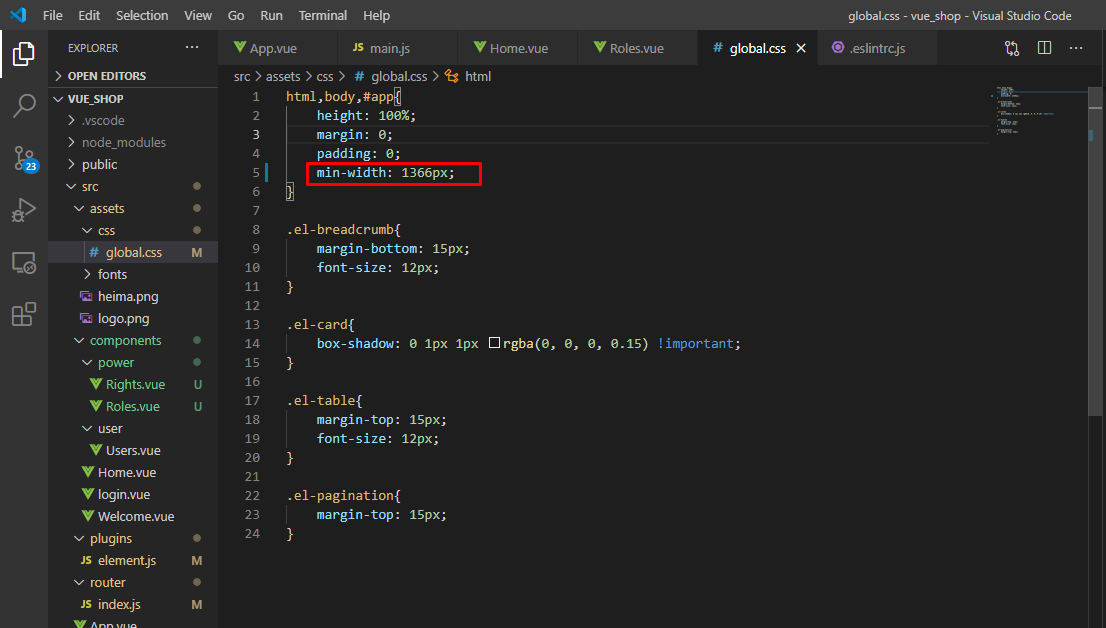 File Edit Selection View Go Run Terminal Help global.css - vue_shop - Visual Studio Code
EXPLORER ···
OPEN EDITORS
VUE_SHOP
.vscode
node_modules
public
src
assets
css
# global.css M
fonts
heima.png
logo.png
components
power
Rights.vue U
Roles.vue U
user
Users.vue
Home.vue
login.vue
Welcome.vue
plugins
JS element.js M
router
JS index.js M
App.vue
23
App.vue JS main.js Home.vue Roles.vue # global.css × .eslintrc.js ···
src > assets > css > # global.css > html
1 html,body,#app{
2 height: 100%;
3 margin: 0;
4 padding: 0;
5 min-width: 1366px;
6 }
7
8 .el-breadcrumb{
9 margin-bottom: 15px;
10 font-size: 12px;
11 }
12
13 .el-card{
14 box-shadow: 0 1px 1px rgba(0, 0, 0, 0.15) !important;
15 }
16
17 .el-table{
18 margin-top: 15px;
19 font-size: 12px;
20 }
21
22 .el-pagination{
23 margin-top: 15px;
24 }